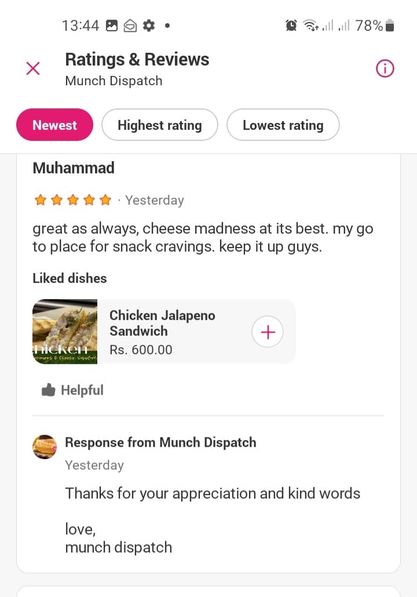 13:44
78%
Ratings & Reviews
Munch Dispatch
Newest
Highest rating
Lowest rating
Muhammad
· Yesterday
great as always, cheese madness at its best. my go
to place for snack cravings. keep it up guys.
Liked dishes
Chicken Jalapeno
Sandwich
Rs. 600.00
Helpful
Response from Munch Dispatch
Yesterday
Thanks for your appreciation and kind words
love,
munch dispatch